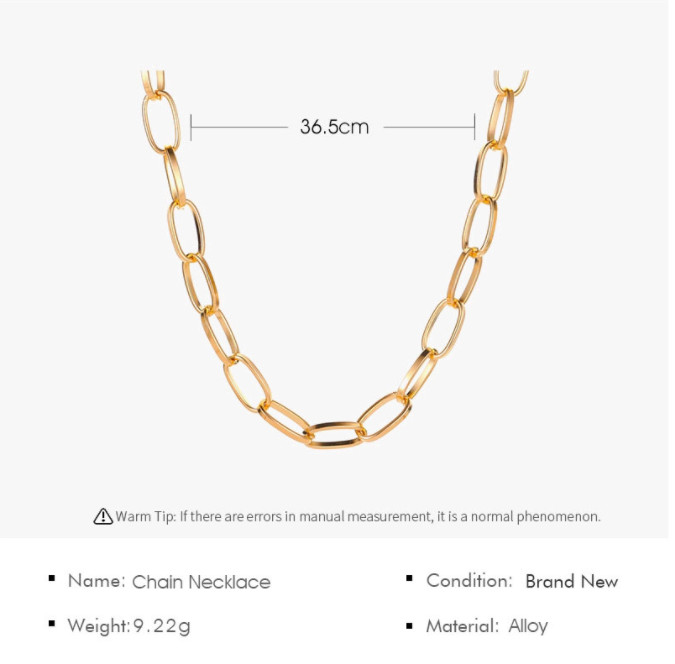 36.5cm
Warm Tip: If there are errors in manual measurement, it is a normal phenomenon.
Name: Chain Necklace
Condition: Brand New
Weight:9.22g
Material: Alloy